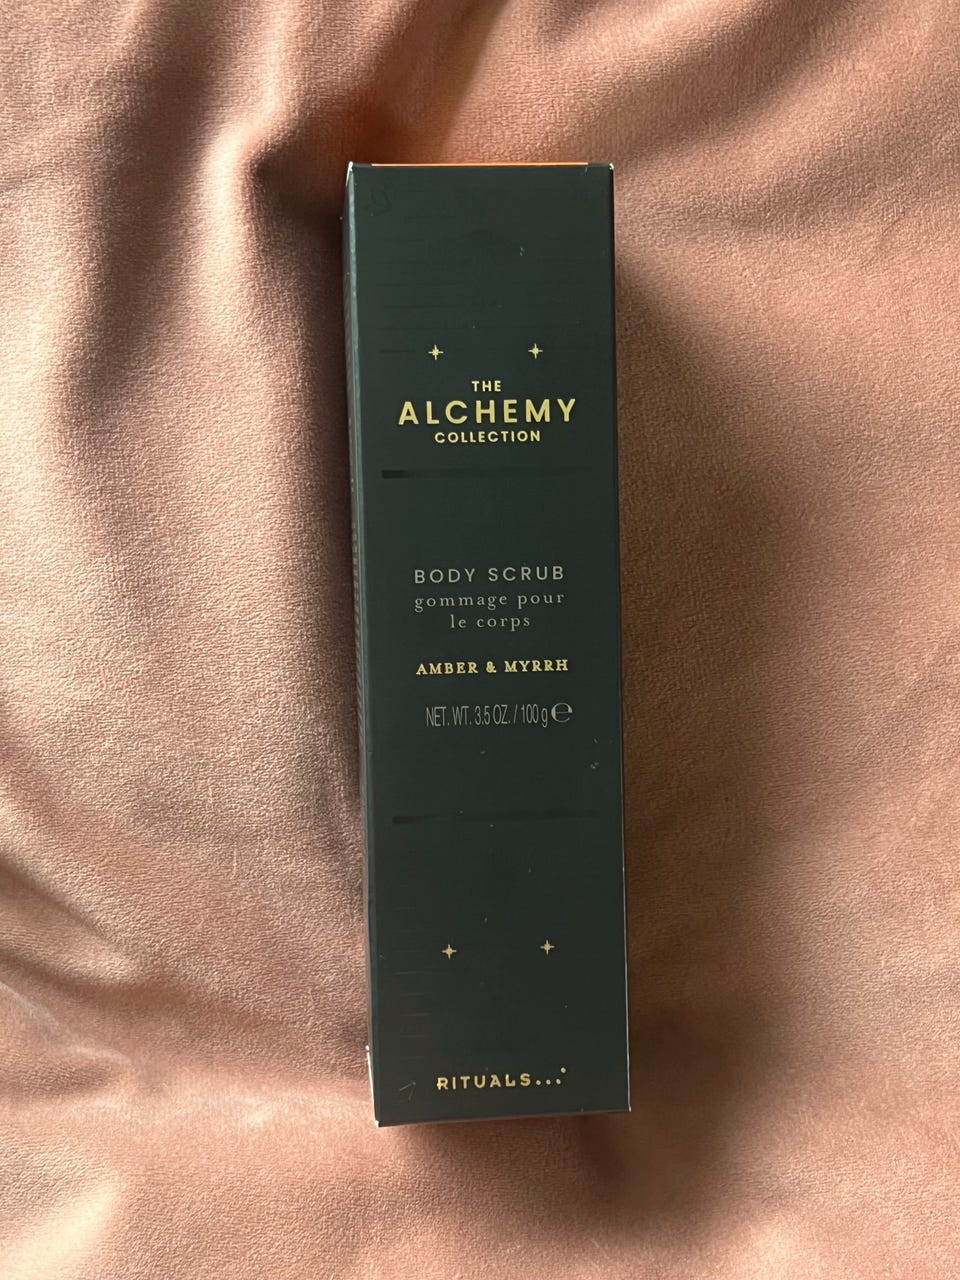 THE
ALCHEMY
COLLECTION
BODY SCRUB
gommage pour
le corps
AMBER & MYRRH
NET. WT. 3.5 OZ. / 100 g ℮
RITUALS...